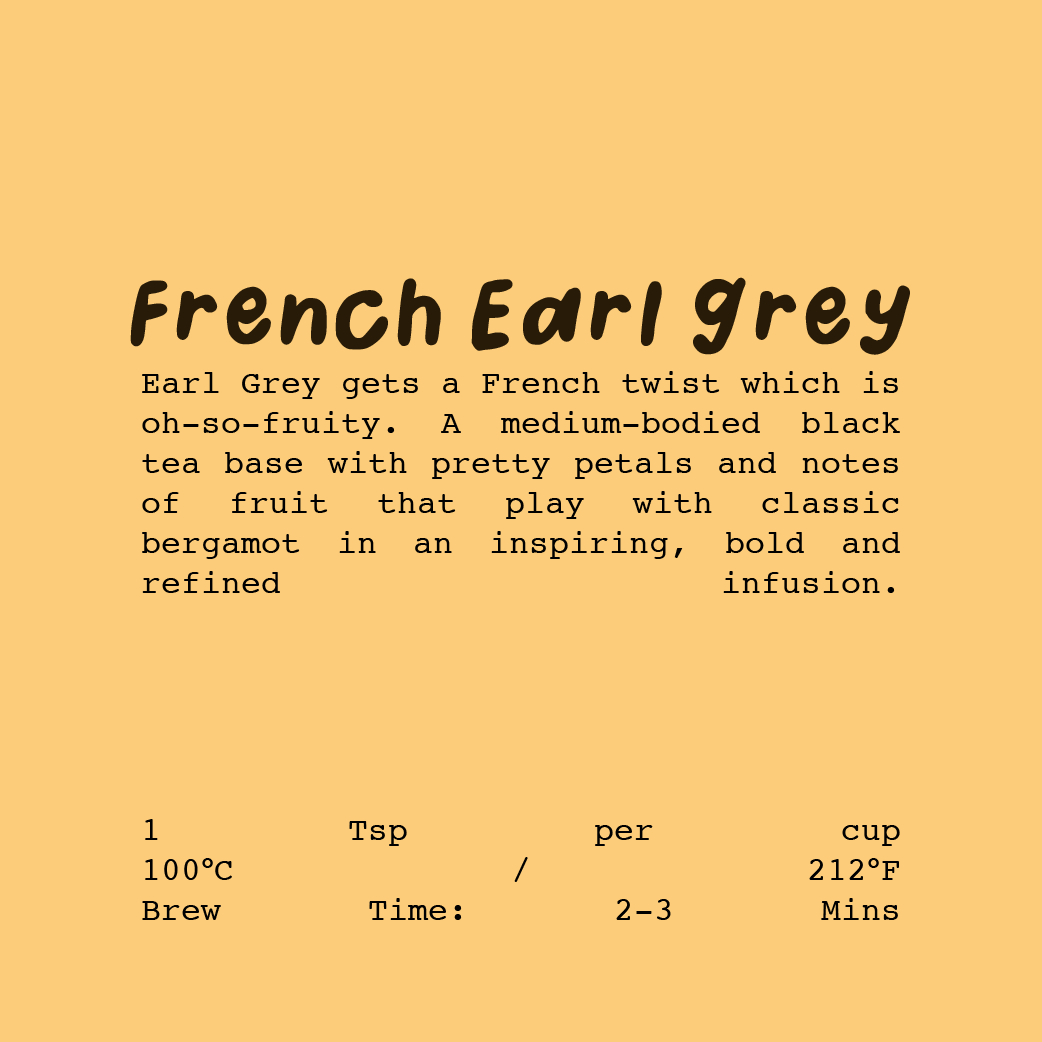 French Earl grey
Earl Grey gets a French twist which is
oh-so-fruity. A medium-bodied black
tea base with pretty petals and notes
of fruit that play with classic
bergamot in an inspiring, bold and
refined infusion.
1 Tsp per cup
100°C / 212°F
Brew Time: 2-3 Mins